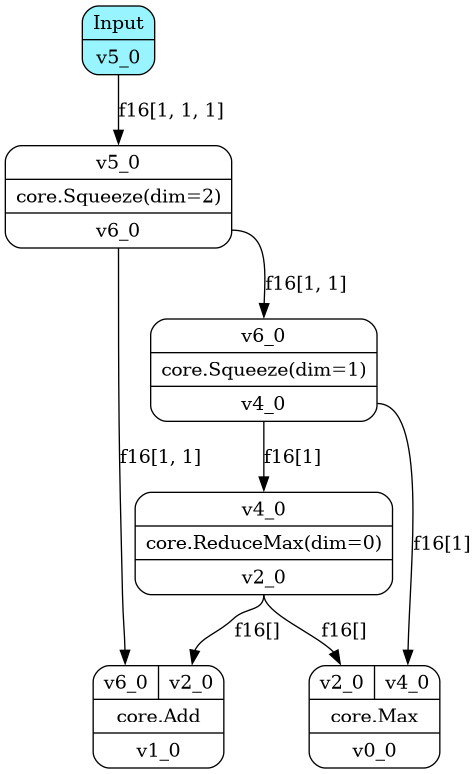 Input
v5_0
f16[1, 1, 1]
v5_0
core.Squeeze(dim=2)
v6_0
f16[1, 1]
v6_0
core.Squeeze(dim=1)
v4_0
f16[1, 1]
f16[1]
v4_0
core.ReduceMax(dim=0)
v2_0
f16[1]
f16[]
f16[]
v6_0 v2_0
core.Add
v1_0
v2_0 v4_0
core.Max
v0_0